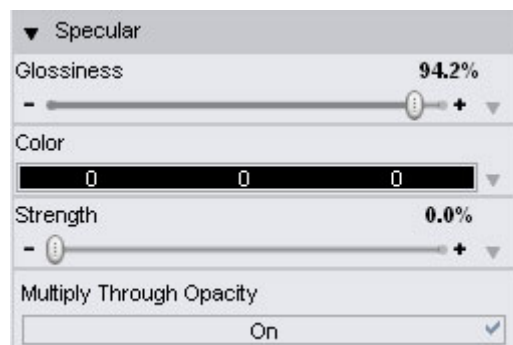 Specular
Glossiness 94.2%
- +
Color
0 0 0
Strength 0.0%
- +
Multiply Through Opacity
On